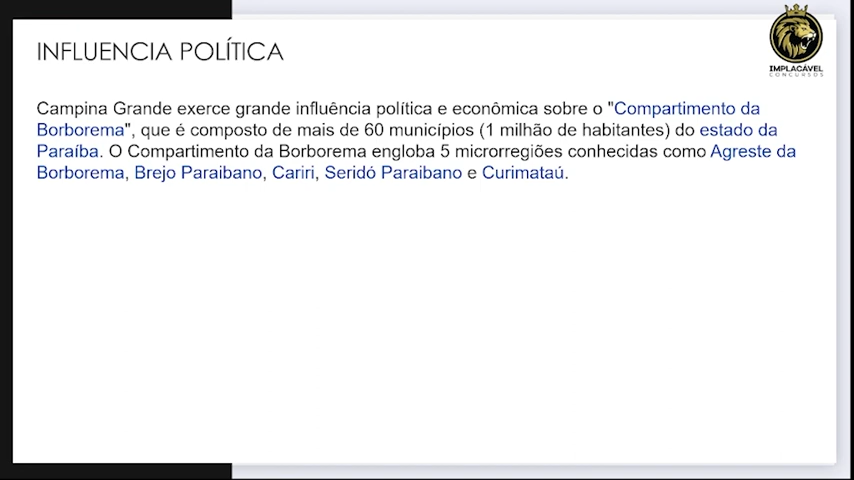 INFLUENCIA POLÍTICA
IMPLACÁVEL
CONCURSOS
Campina Grande exerce grande influência política e econômica sobre o "Compartimento da
Borborema", que é composto de mais de 60 municípios (1 milhão de habitantes) do estado da
Paraíba. O Compartimento da Borborema engloba 5 microrregiões conhecidas como Agreste da
Borborema, Brejo Paraibano, Cariri, Seridó Paraibano e Curimataú.